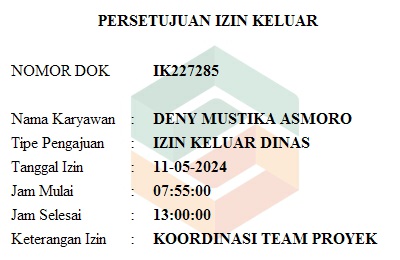 PERSETUJUAN IZIN KELUAR
NOMOR DOK IK227285
Nama Karyawan : DENY MUSTIKA ASMORO
Tipe Pengajuan : IZIN KELUAR DINAS
Tanggal Izin : 11-05-2024
Jam Mulai : 07:55:00
Jam Selesai : 13:00:00
Keterangan Izin : KOORDINASI TEAM PROYEK